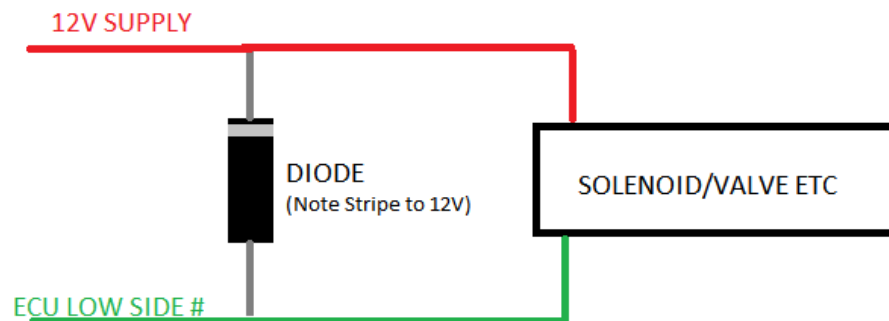 12V SUPPLY
DIODE
(Note Stripe to 12V)
SOLENOID/VALVE ETC
ECU LOW SIDE #